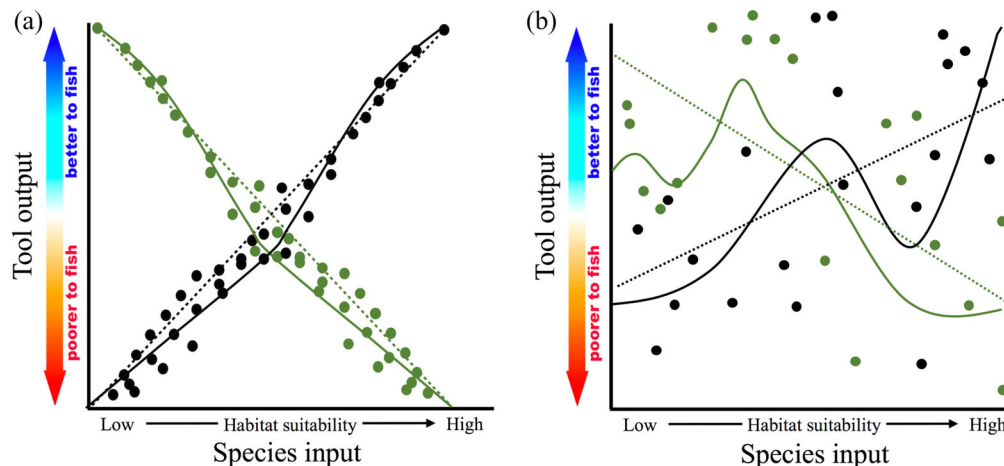 (a)
better to fish
poorer to fish
Tool output
Low
Habitat suitability
High
Species input
(b)
better to fish
poorer to fish
Tool output
Low
Habitat suitability
High
Species input